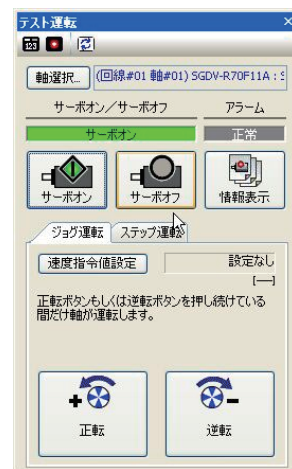 テスト運転
123
軸選択...
(回線#01 軸#01) SGDV-R70F11A : S
サーボオン/サーボオフ アラーム
サーボオン 正常
サーボオン サーボオフ 情報表示
ジョグ運転 ステップ運転
速度指令値設定 設定なし
[---]
正転ボタンもしくは逆転ボタンを押し続けている
間だけ軸が運転します。
正転 逆転